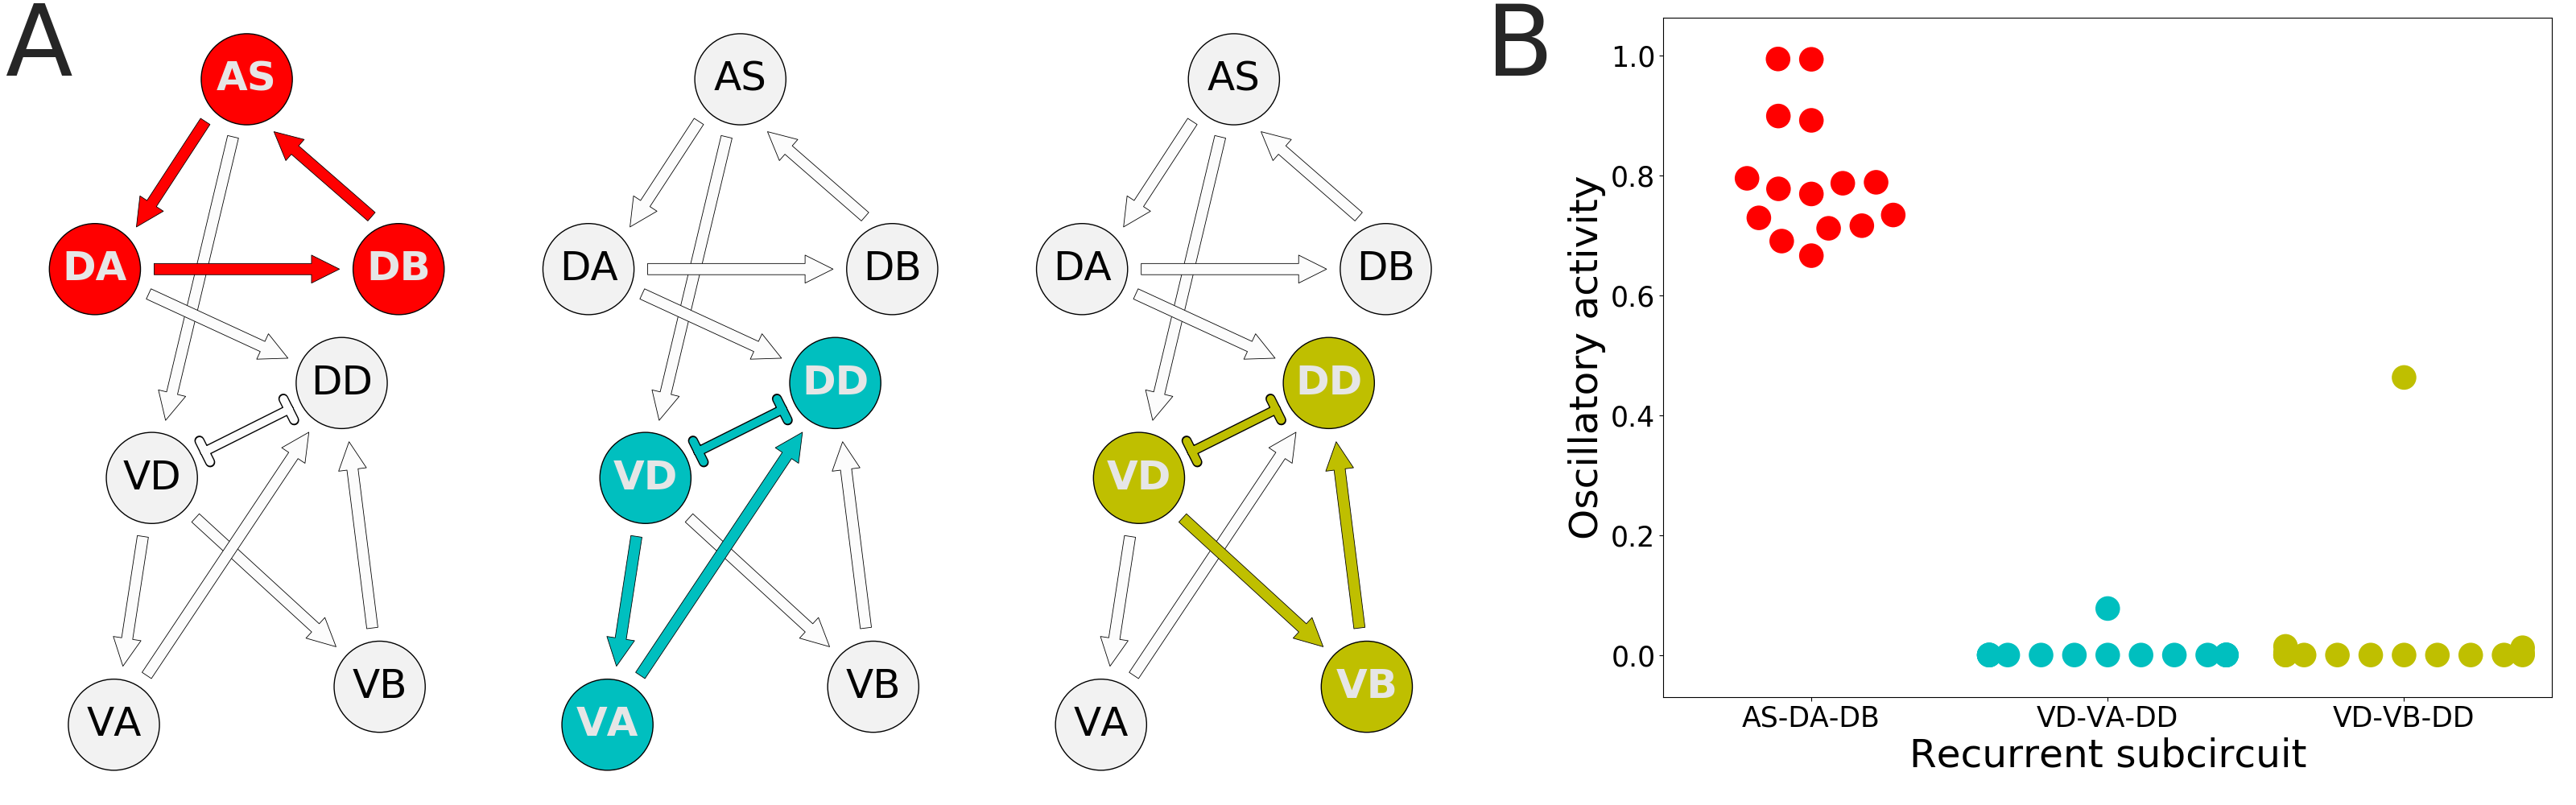 A
AS
DA
DB
DD
VD
VA
VB
AS
DA
DB
DD
VD
VA
VB
AS
DA
DB
DD
VD
VA
VB
B
Oscillatory activity
1.0
0.8
0.6
0.4
0.2
0.0
AS-DA-DB VD-VA-DD VD-VB-DD
Recurrent subcircuit